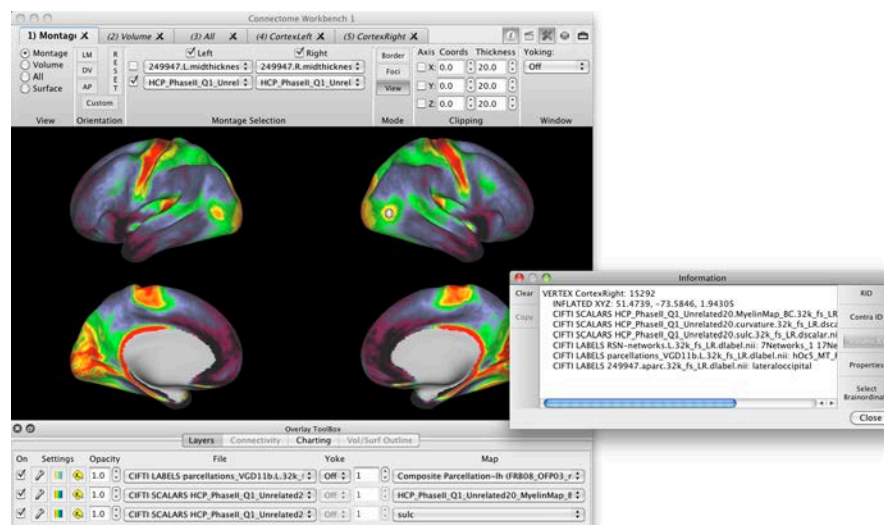 Connectome Workbench 1
1) Montage X (2) Volume X (3) All X (4) CortexLeft X (5) CortexRight X
Montage
Volume
All
Surface
View
LM
DV
AP
Custom
RESET
Orientation
Left Right
249947.L.midthicknes 249947.R.midthicknes
HCP_PhaseII_Q1_Unrel HCP_PhaseII_Q1_Unrel
Montage Selection
Border
Foci
View
Mode
Axis Coords Thickness
X: 0.0 20.0
Y: 0.0 20.0
Z: 0.0 20.0
Clipping
Yoking:
Off
Window
Information
Clear
Copy
VERTEX CortexRight: 15292
INFLATED XYZ: 51.4739, -73.5846, 1.94305
CIFTI SCALARS HCP_PhaseII_Q1_Unrelated20.MyelinMap_BC.32k_fs_LR
CIFTI SCALARS HCP_PhaseII_Q1_Unrelated20.curvature.32k_fs_LR.dsca
CIFTI SCALARS HCP_PhaseII_Q1_Unrelated20.sulc.32k_fs_LR.dscalar.ni
CIFTI LABELS RSN-networks.L.32k_fs_LR.dlabel.nii: 7Networks_1 17Ne
CIFTI LABELS parcellations_VGD11b.L.32k_fs_LR.dlabel.nii: hOc5_MT_
CIFTI LABELS 249947.aparc.32k_fs_LR.dlabel.nii: lateraloccipital
RID
Contra ID
Properties
Select
Brainordinat
Close
Overlay ToolBox
Layers Connectivity Charting Vol/Surf Outline
On Settings Opacity File Yoke Map
1.0 CIFTI LABELS parcellations_VGD11b.L.32k_ Off 1 Composite Parcellation-lh (FRB08_OFP03_r
1.0 CIFTI SCALARS HCP_PhaseII_Q1_Unrelated2 Off 1 HCP_PhaseII_Q1_Unrelated20_MyelinMap_B
1.0 CIFTI SCALARS HCP_PhaseII_Q1_Unrelated2 Off 1 sulc